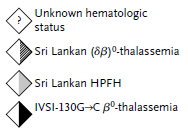 ?
Unknown hematologic
status
Sri Lankan (δβ)⁰-thalassemia
Sri Lankan HPFH
IVSI-130G→C β⁰-thalassemia